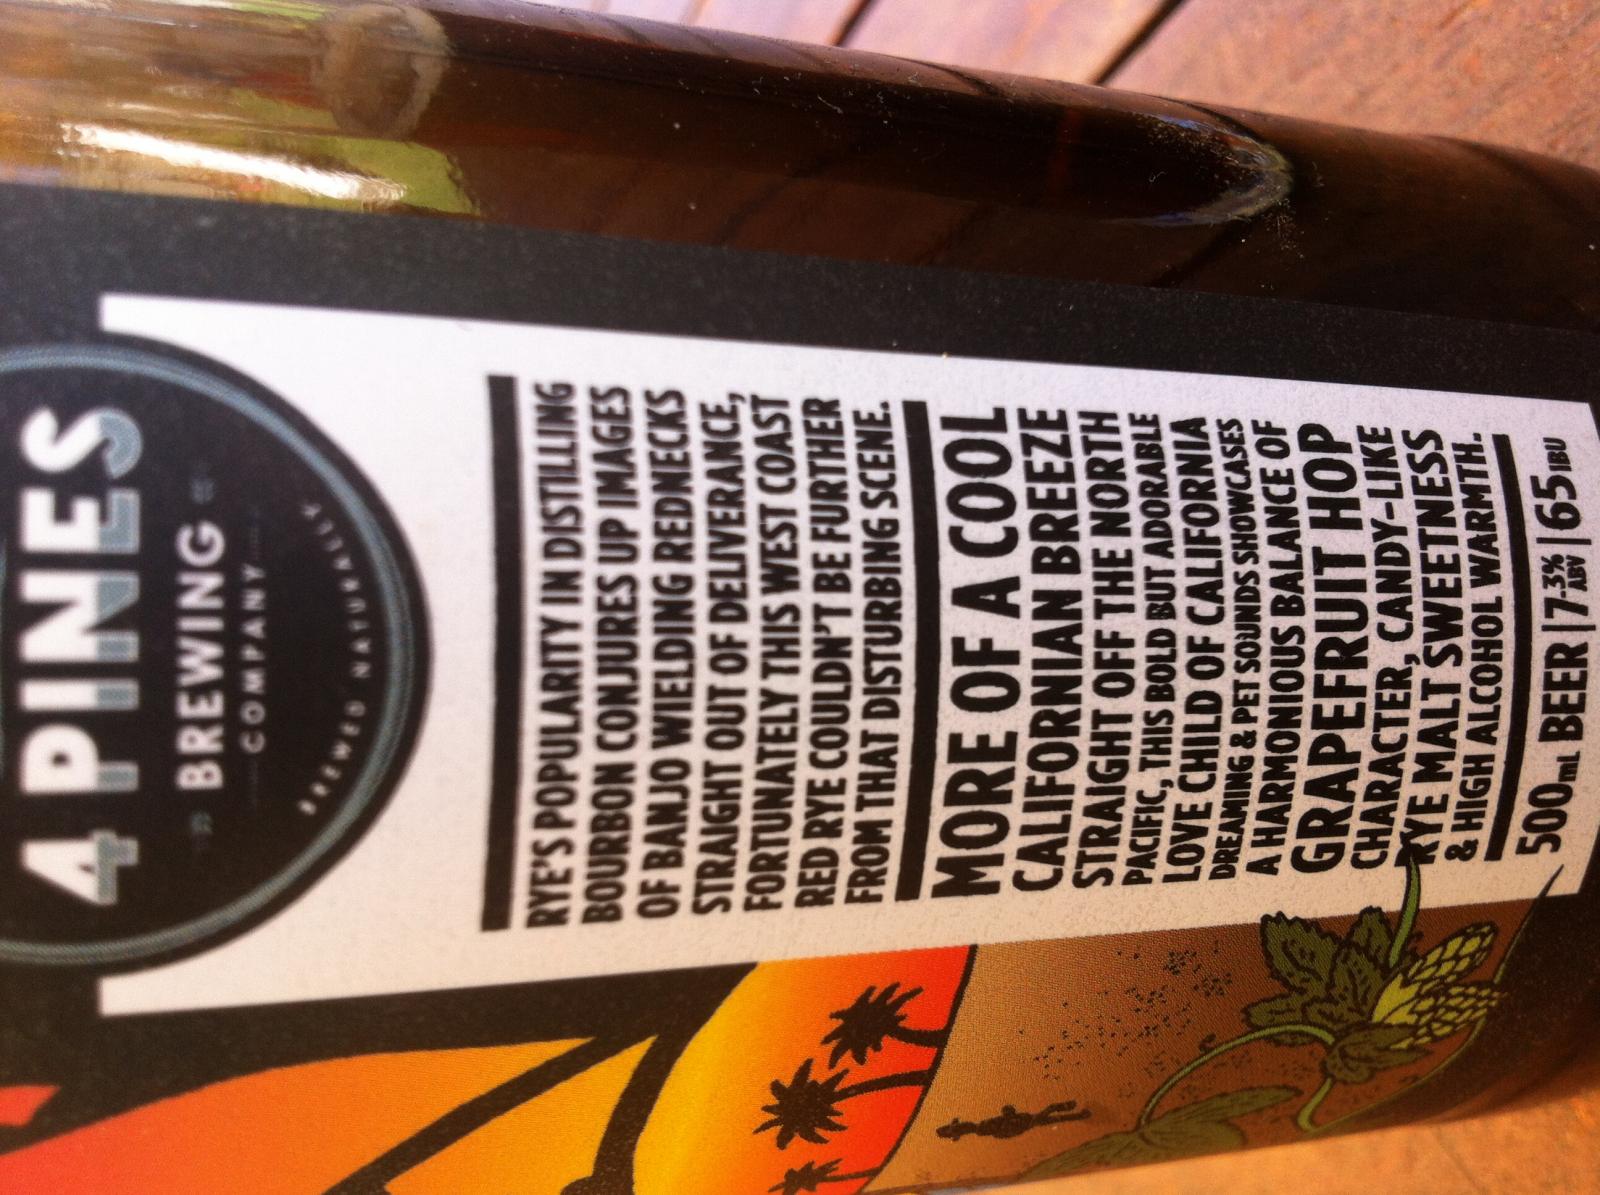 4 PINES
BREWING
COMPANY
BREWED NATURALLY
RYE'S POPULARITY IN DISTILLING
BOURBON CONJURES UP IMAGES
OF BANJO WIELDING REDNECKS
STRAIGHT OUT OF DELIVERANCE,
FORTUNATELY THIS WEST COAST
RED RYE COULDN'T BE FURTHER
FROM THAT DISTURBING SCENE.
MORE OF A COOL
CALIFORNIAN BREEZE
STRAIGHT OFF THE NORTH
PACIFIC, THIS BOLD BUT ADORABLE
LOVE CHILD OF CALIFORNIA
DREAMING & PET SOUNDS SHOWCASES
A HARMONIOUS BALANCE OF
GRAPEFRUIT HOP
CHARACTER, CANDY-LIKE
RYE MALT SWEETNESS
& HIGH ALCOHOL WARMTH.
500mL BEER | 7.3% ABV | 65 IBU